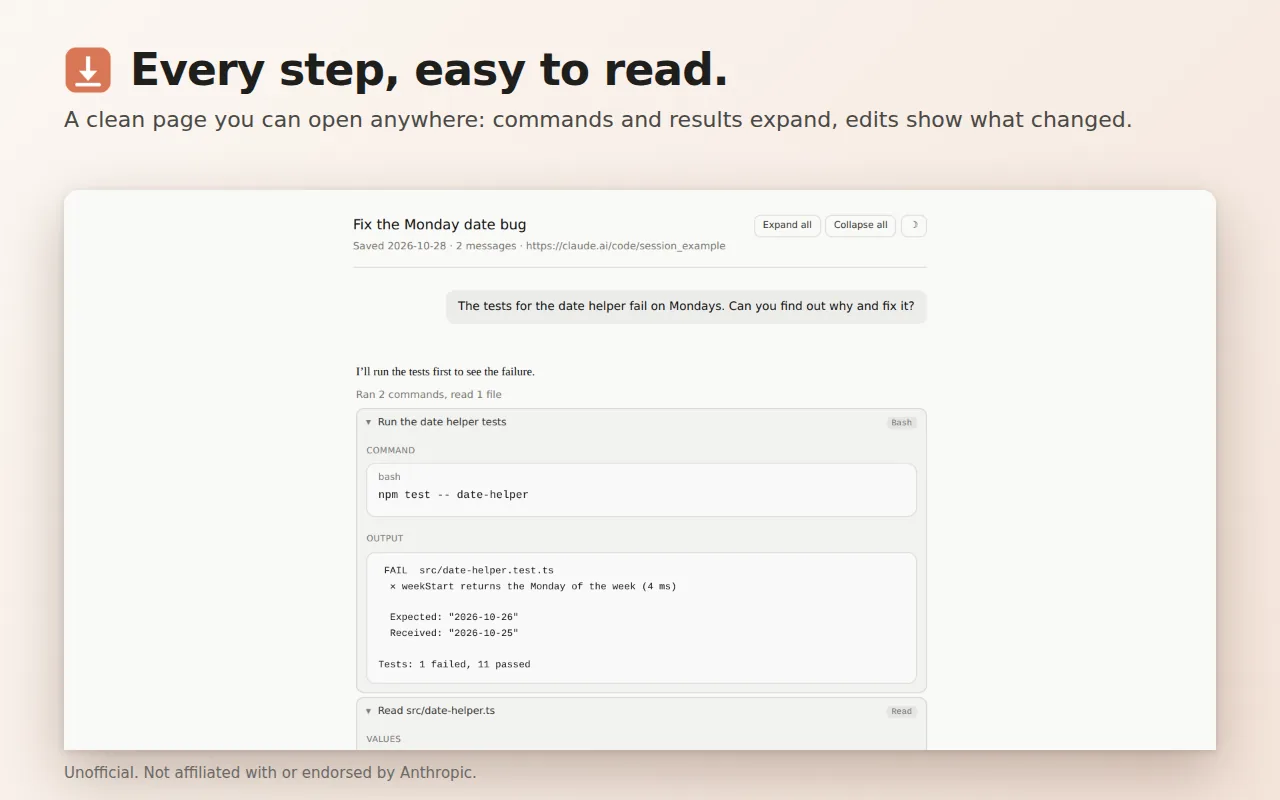 Every step, easy to read.
A clean page you can open anywhere: commands and results expand, edits show what changed.
Fix the Monday date bug
Expand all
Collapse all
Saved 2026-10-28 · 2 messages · https://claude.ai/code/session_example
The tests for the date helper fail on Mondays. Can you find out why and fix it?
I’ll run the tests first to see the failure.
Ran 2 commands, read 1 file
▾ Run the date helper tests
Bash
COMMAND
bash
npm test -- date-helper
OUTPUT
FAIL  src/date-helper.test.ts
× weekStart returns the Monday of the week (4 ms)
Expected: "2026-10-26"
Received: "2026-10-25"
Tests: 1 failed, 11 passed
▾ Read src/date-helper.ts
Read
VALUES
Unofficial. Not affiliated with or endorsed by Anthropic.